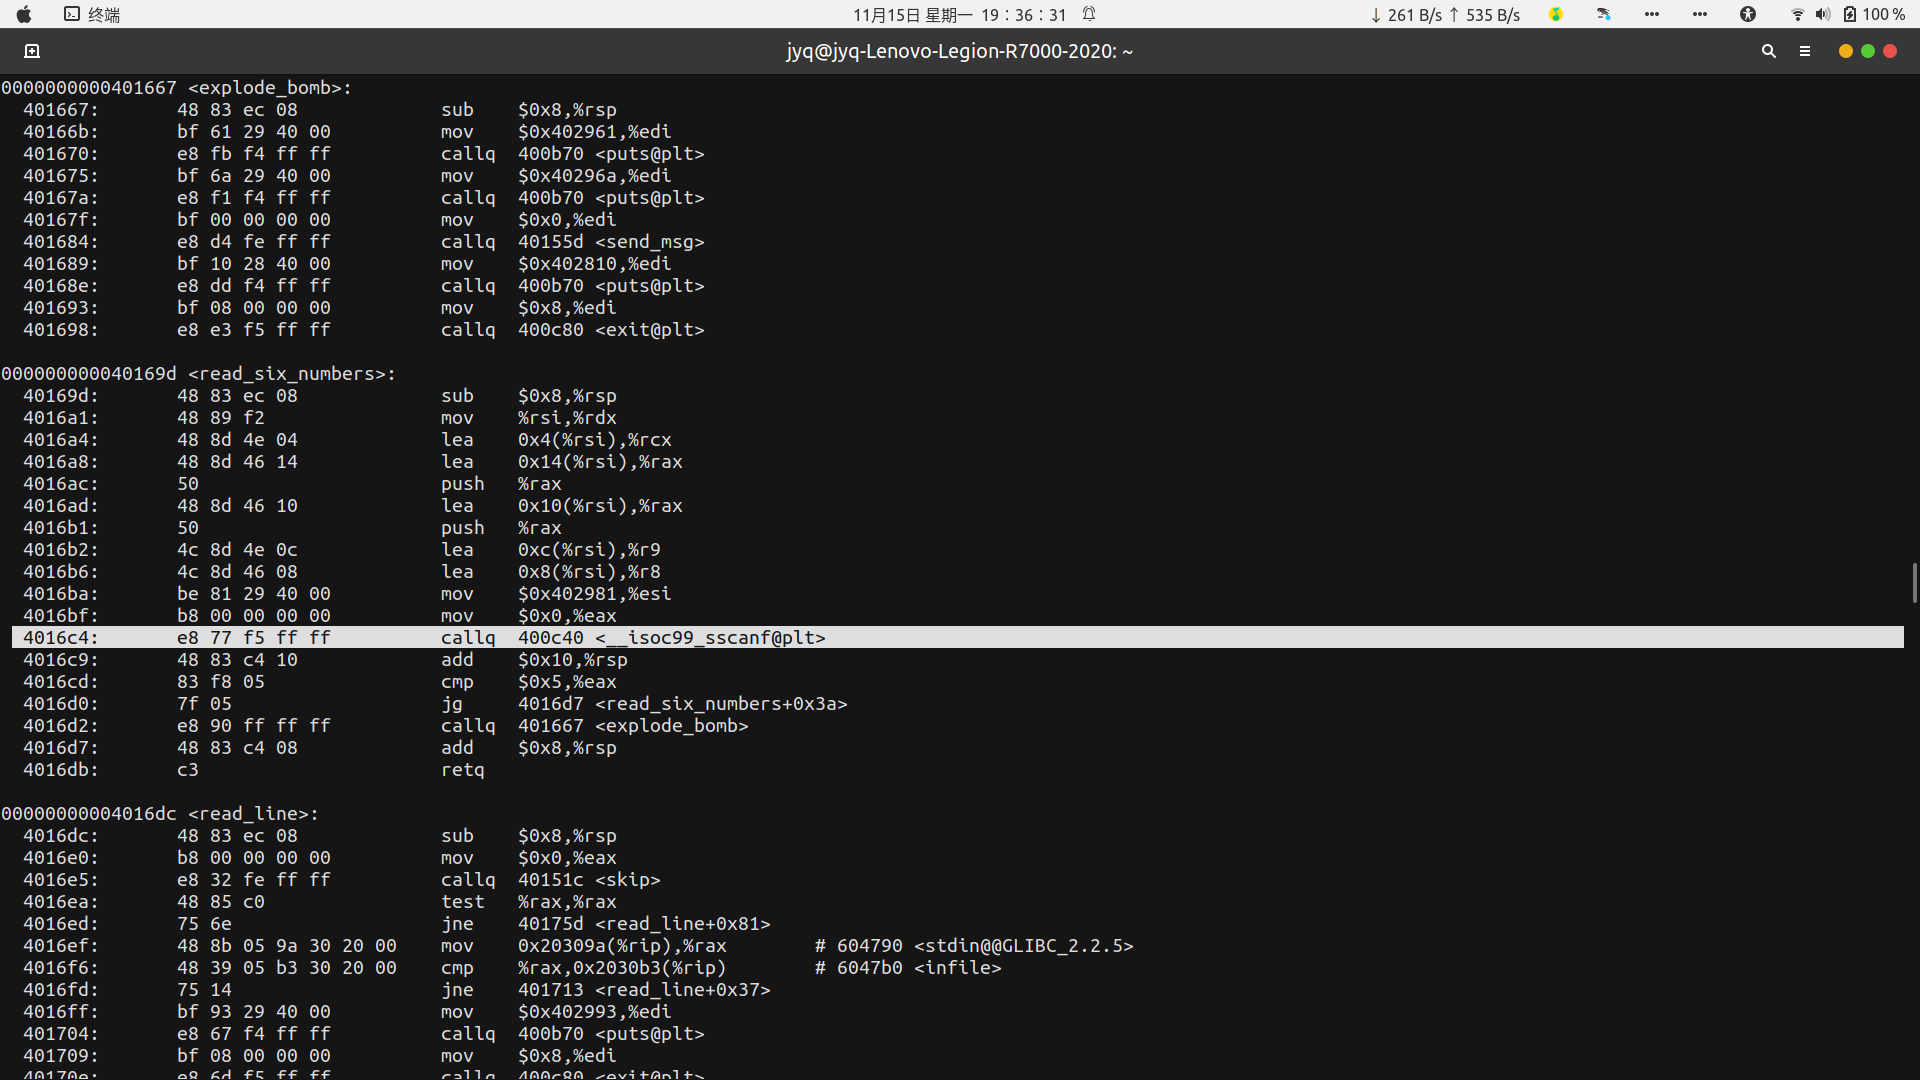 终端 11月15日 星期一 19：36：31 ↓ 261 B/s ↑ 535 B/s 100 %
jyq@jyq-Lenovo-Legion-R7000-2020: ~
0000000000401667 <explode_bomb>:
401667: 48 83 ec 08 sub $0x8,%rsp
40166b: bf 61 29 40 00 mov $0x402961,%edi
401670: e8 fb f4 ff ff callq 400b70 <puts@plt>
401675: bf 6a 29 40 00 mov $0x40296a,%edi
40167a: e8 f1 f4 ff ff callq 400b70 <puts@plt>
40167f: bf 00 00 00 00 mov $0x0,%edi
401684: e8 d4 fe ff ff callq 40155d <send_msg>
401689: bf 10 28 40 00 mov $0x402810,%edi
40168e: e8 dd f4 ff ff callq 400b70 <puts@plt>
401693: bf 08 00 00 00 mov $0x8,%edi
401698: e8 e3 f5 ff ff callq 400c80 <exit@plt>
000000000040169d <read_six_numbers>:
40169d: 48 83 ec 08 sub $0x8,%rsp
4016a1: 48 89 f2 mov %rsi,%rdx
4016a4: 48 8d 4e 04 lea 0x4(%rsi),%rcx
4016a8: 48 8d 46 14 lea 0x14(%rsi),%rax
4016ac: 50 push %rax
4016ad: 48 8d 46 10 lea 0x10(%rsi),%rax
4016b1: 50 push %rax
4016b2: 4c 8d 4e 0c lea 0xc(%rsi),%r9
4016b6: 4c 8d 46 08 lea 0x8(%rsi),%r8
4016ba: be 81 29 40 00 mov $0x402981,%esi
4016bf: b8 00 00 00 00 mov $0x0,%eax
4016c4: e8 77 f5 ff ff callq 400c40 <__isoc99_sscanf@plt>
4016c9: 48 83 c4 10 add $0x10,%rsp
4016cd: 83 f8 05 cmp $0x5,%eax
4016d0: 7f 05 jg 4016d7 <read_six_numbers+0x3a>
4016d2: e8 90 ff ff ff callq 401667 <explode_bomb>
4016d7: 48 83 c4 08 add $0x8,%rsp
4016db: c3 retq
00000000004016dc <read_line>:
4016dc: 48 83 ec 08 sub $0x8,%rsp
4016e0: b8 00 00 00 00 mov $0x0,%eax
4016e5: e8 32 fe ff ff callq 40151c <skip>
4016ea: 48 85 c0 test %rax,%rax
4016ed: 75 6e jne 40175d <read_line+0x81>
4016ef: 48 8b 05 9a 30 20 00 mov 0x20309a(%rip),%rax # 604790 <stdin@@GLIBC_2.2.5>
4016f6: 48 39 05 b3 30 20 00 cmp %rax,0x2030b3(%rip) # 6047b0 <infile>
4016fd: 75 14 jne 401713 <read_line+0x37>
4016ff: bf 93 29 40 00 mov $0x402993,%edi
401704: e8 67 f4 ff ff callq 400b70 <puts@plt>
401709: bf 08 00 00 00 mov $0x8,%edi
40170e: e8 6d f5 ff ff callq 400c80 <exit@plt>